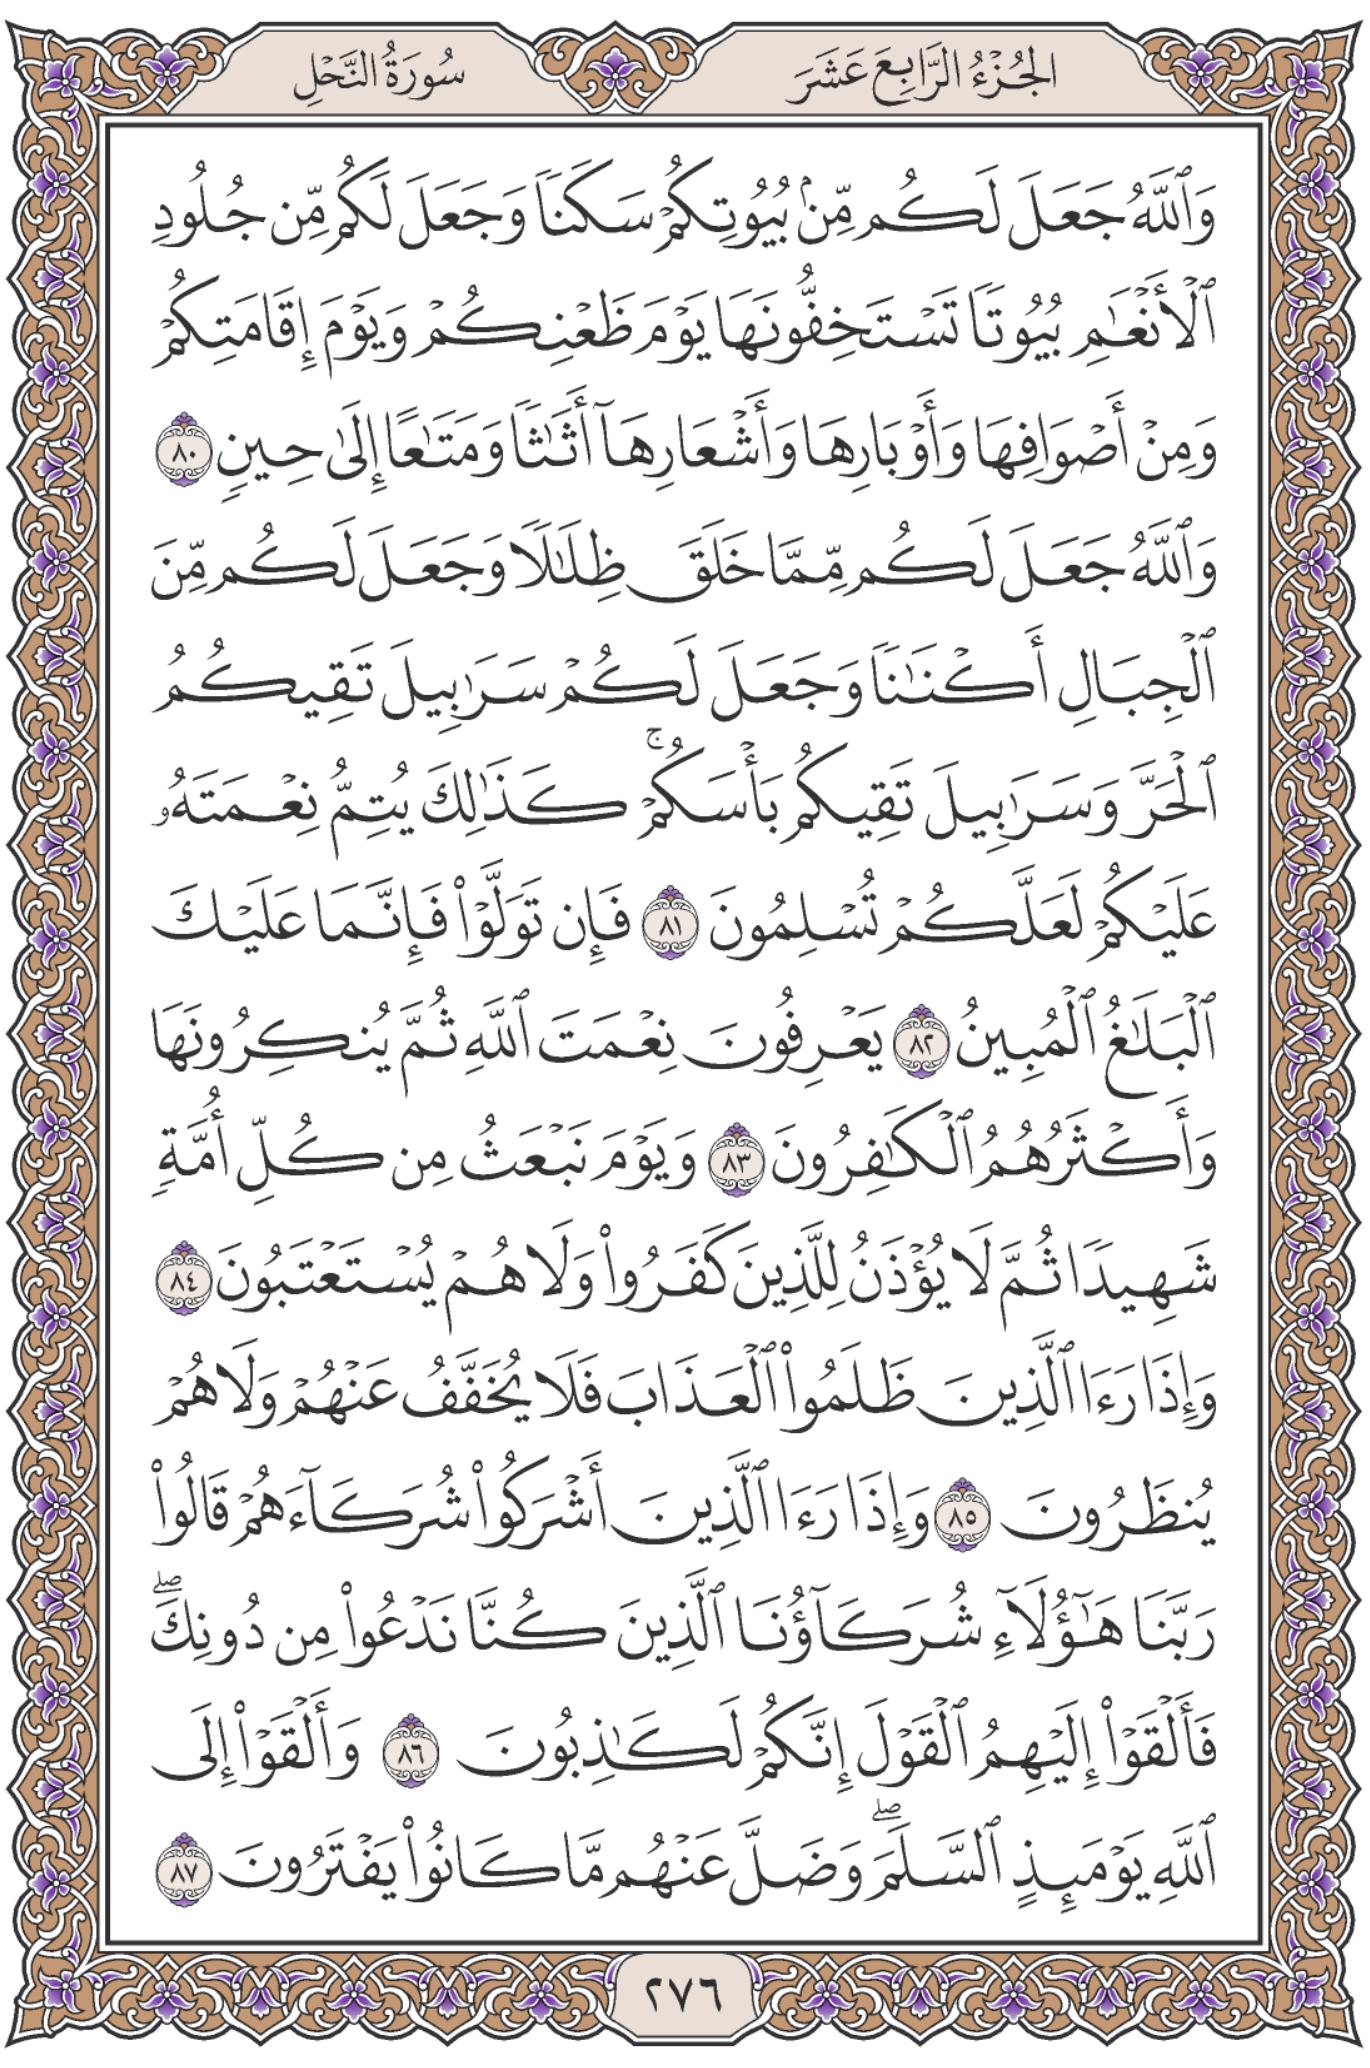 الجُزْءُ الرَّابِعَ عَشَرَ
سُورَةُ النَّحْلِ
وَٱللَّهُ جَعَلَ لَكُم مِّنۢ بُيُوتِكُمْ سَكَنًا وَجَعَلَ لَكُم مِّن جُلُودِ
ٱلْأَنْعَٰمِ بُيُوتًا تَسْتَخِفُّونَهَا يَوْمَ ظَعْنِكُمْ وَيَوْمَ إِقَامَتِكُمْ
وَمِنْ أَصْوَافِهَا وَأَوْبَارِهَا وَأَشْعَارِهَآ أَثَٰثًا وَمَتَٰعًا إِلَىٰ حِينٍ ٨٠
وَٱللَّهُ جَعَلَ لَكُم مِّمَّا خَلَقَ ظِلَٰلًا وَجَعَلَ لَكُم مِّنَ
ٱلْجِبَالِ أَكْنَٰنًا وَجَعَلَ لَكُمْ سَرَٰبِيلَ تَقِيكُمُ
ٱلْحَرَّ وَسَرَٰبِيلَ تَقِيكُم بَأْسَكُمْ ۚ كَذَٰلِكَ يُتِمُّ نِعْمَتَهُۥ
عَلَيْكُمْ لَعَلَّكُمْ تُسْلِمُونَ ٨١ فَإِن تَوَلَّوْا۟ فَإِنَّمَا عَلَيْكَ
ٱلْبَلَٰغُ ٱلْمُبِينُ ٨٢ يَعْرِفُونَ نِعْمَتَ ٱللَّهِ ثُمَّ يُنكِرُونَهَا
وَأَكْثَرُهُمُ ٱلْكَٰفِرُونَ ٨٣ وَيَوْمَ نَبْعَثُ مِن كُلِّ أُمَّةٍ
شَهِيدًا ثُمَّ لَا يُؤْذَنُ لِلَّذِينَ كَفَرُوا۟ وَلَا هُمْ يُسْتَعْتَبُونَ ٨٤
وَإِذَا رَءَا ٱلَّذِينَ ظَلَمُوا۟ ٱلْعَذَابَ فَلَا يُخَفَّفُ عَنْهُمْ وَلَا هُمْ
يُنظَرُونَ ٨٥ وَإِذَا رَءَا ٱلَّذِينَ أَشْرَكُوا۟ شُرَكَآءَهُمْ قَالُوا۟
رَبَّنَا هَٰٓؤُلَآءِ شُرَكَآؤُنَا ٱلَّذِينَ كُنَّا نَدْعُوا۟ مِن دُونِكَ ۖ
فَأَلْقَوْا۟ إِلَيْهِمُ ٱلْقَوْلَ إِنَّكُمْ لَكَٰذِبُونَ ٨٦ وَأَلْقَوْا۟ إِلَى
ٱللَّهِ يَوْمَئِذٍ ٱلسَّلَمَ ۖ وَضَلَّ عَنْهُم مَّا كَانُوا۟ يَفْتَرُونَ ٨٧
٢٧٦